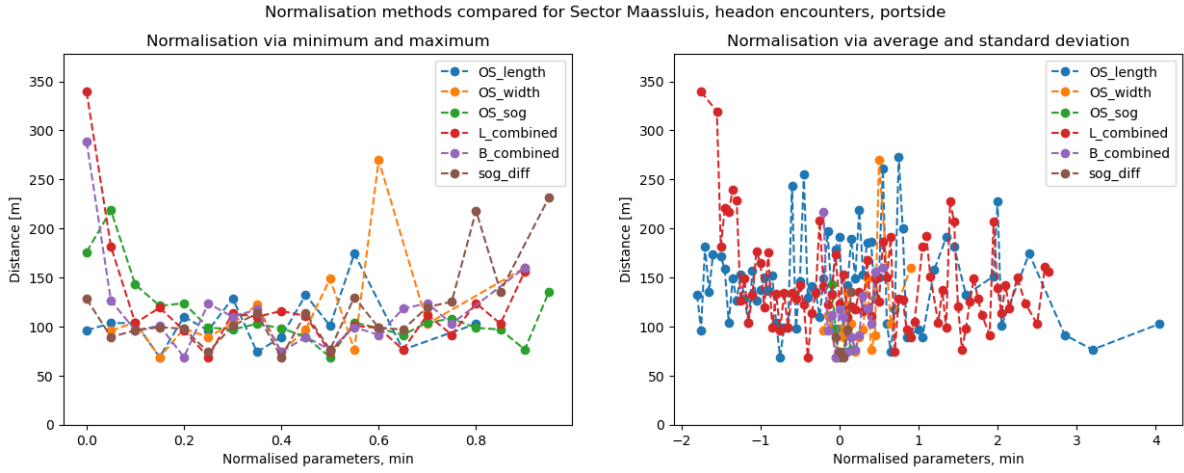 Normalisation methods compared for Sector Maassluis, headon encounters, portside
Normalisation via minimum and maximum
350
300
250
200
150
100
50
0
Distance [m]
0.0 0.2 0.4 0.6 0.8
Normalised parameters, min
OS_length
OS_width
OS_sog
L_combined
B_combined
sog_diff
Normalisation via average and standard deviation
350
300
250
200
150
100
50
0
Distance [m]
−2 −1 0 1 2 3 4
Normalised parameters, min
OS_length
OS_width
OS_sog
L_combined
B_combined
sog_diff